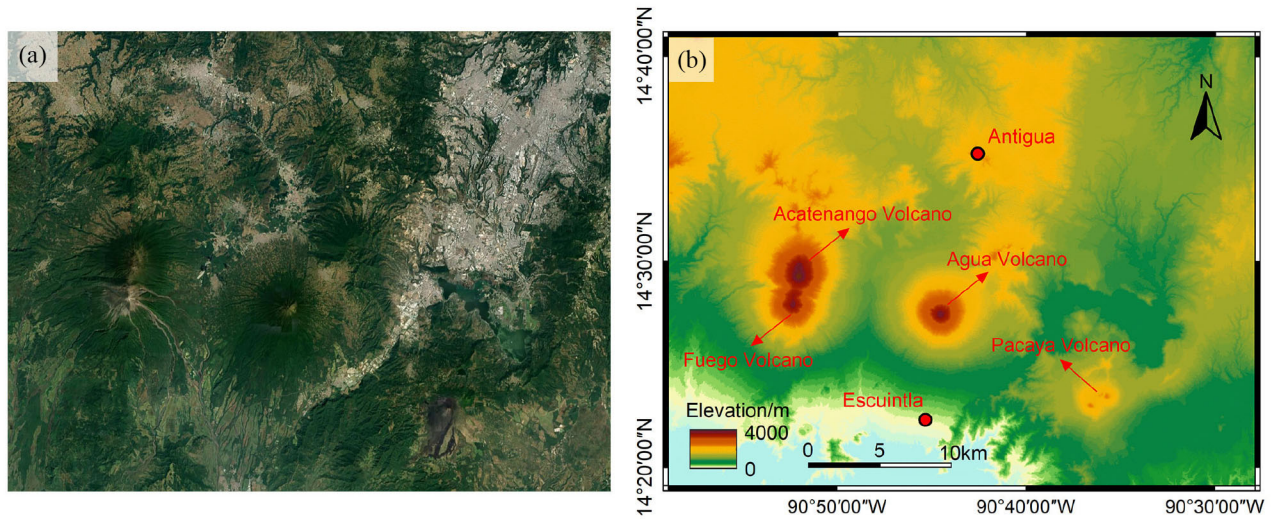 (a)
(b)
N
Antigua
Acatenango Volcano
Agua Volcano
Fuego Volcano
Pacaya Volcano
Escuintla
Elevation/m
4000
0
0 5 10km
14°40′00″N
14°30′00″N
14°20′00″N
90°50′00″W 90°40′00″W 90°30′00″W